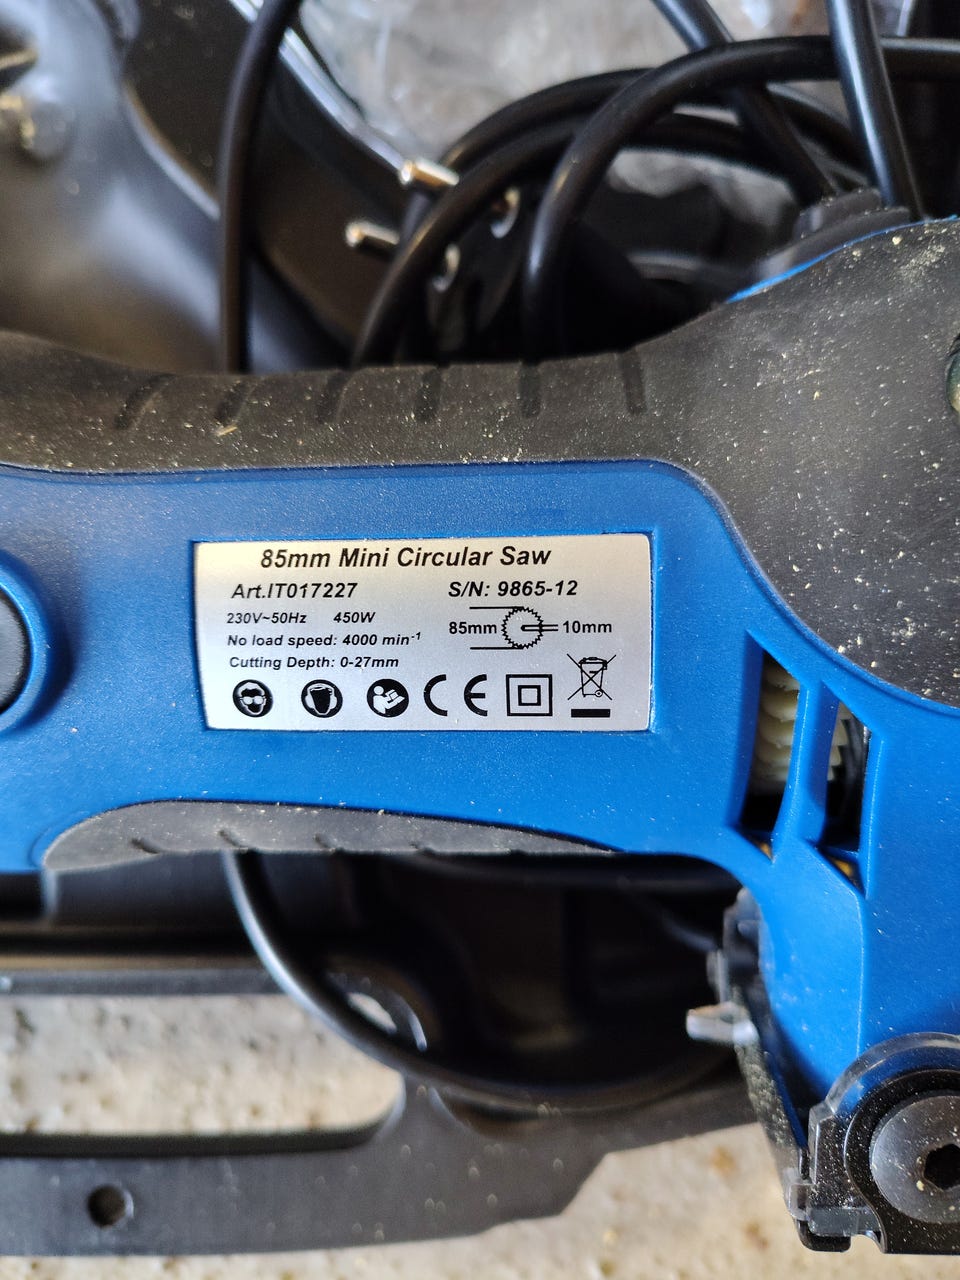 85mm Mini Circular Saw
Art.IT017227 S/N: 9865-12
230V~50Hz 450W
No load speed: 4000 min⁻¹
85mm 10mm
Cutting Depth: 0-27mm
CE